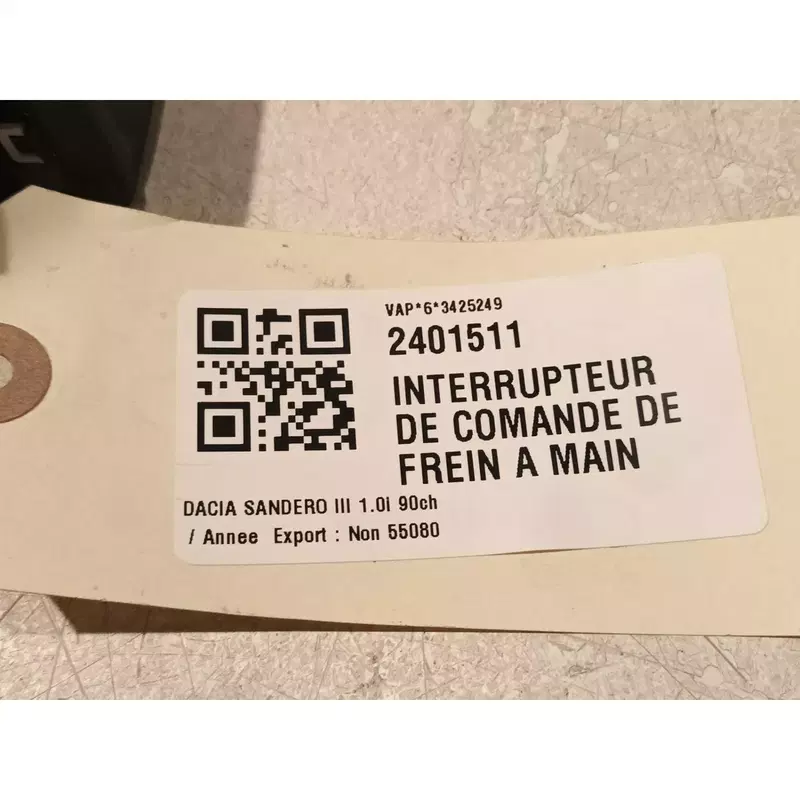 VAP*6*3425249
2401511
INTERRUPTEUR
DE COMANDE DE
FREIN A MAIN
DACIA SANDERO III 1.0i 90ch
/ Annee Export : Non 55080